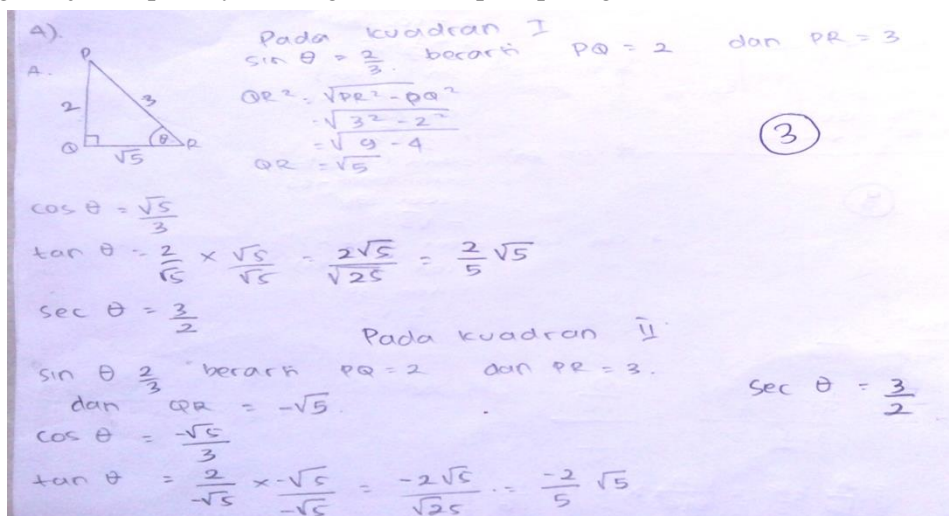 4).
Pada kuadran I
sin θ = 2/3 berarti PQ = 2 dan PR = 3
A.
P
2
3
Q
θ
R
√5
QR² = √PR² - PQ²
= √3² - 2²
= √9 - 4
QR = √5
3
cos θ = √5/3
tan θ = 2/√5 × √5/√5 = 2√5/√25 = 2/5 √5
sec θ = 3/2
Pada kuadran II
sin θ 2/3 berarti PQ = 2 dan PR = 3.
dan QR = -√5.
sec θ = 3/2
cos θ = -√5/3
tan θ = 2/-√5 × -√5/-√5 = -2√5/√25 = -2/5 √5